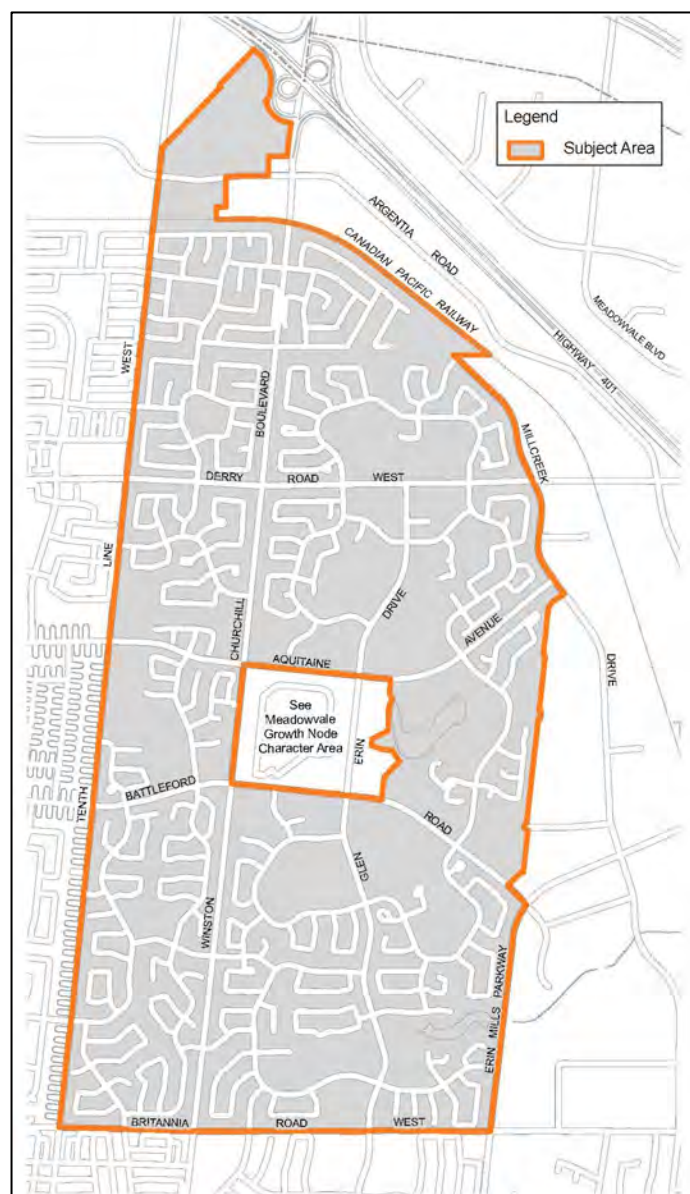 Legend
Subject Area
ARGENTIA
ROAD
CANADIAN PACIFIC RAILWAY
MEADOWVALE BLVD
HIGHWAY 401
WEST
BOULEVARD
MILLCREEK
DERRY ROAD WEST
LINE
CHURCHILL
DRIVE
AVENUE
AQUITAINE
DRIVE
See
Meadowvale
Growth Node
Character Area
ERIN
BATTLEFORD
TENTH
ROAD
GLEN
WINSTON
ERIN MILLS PARKWAY
BRITANNIA ROAD WEST